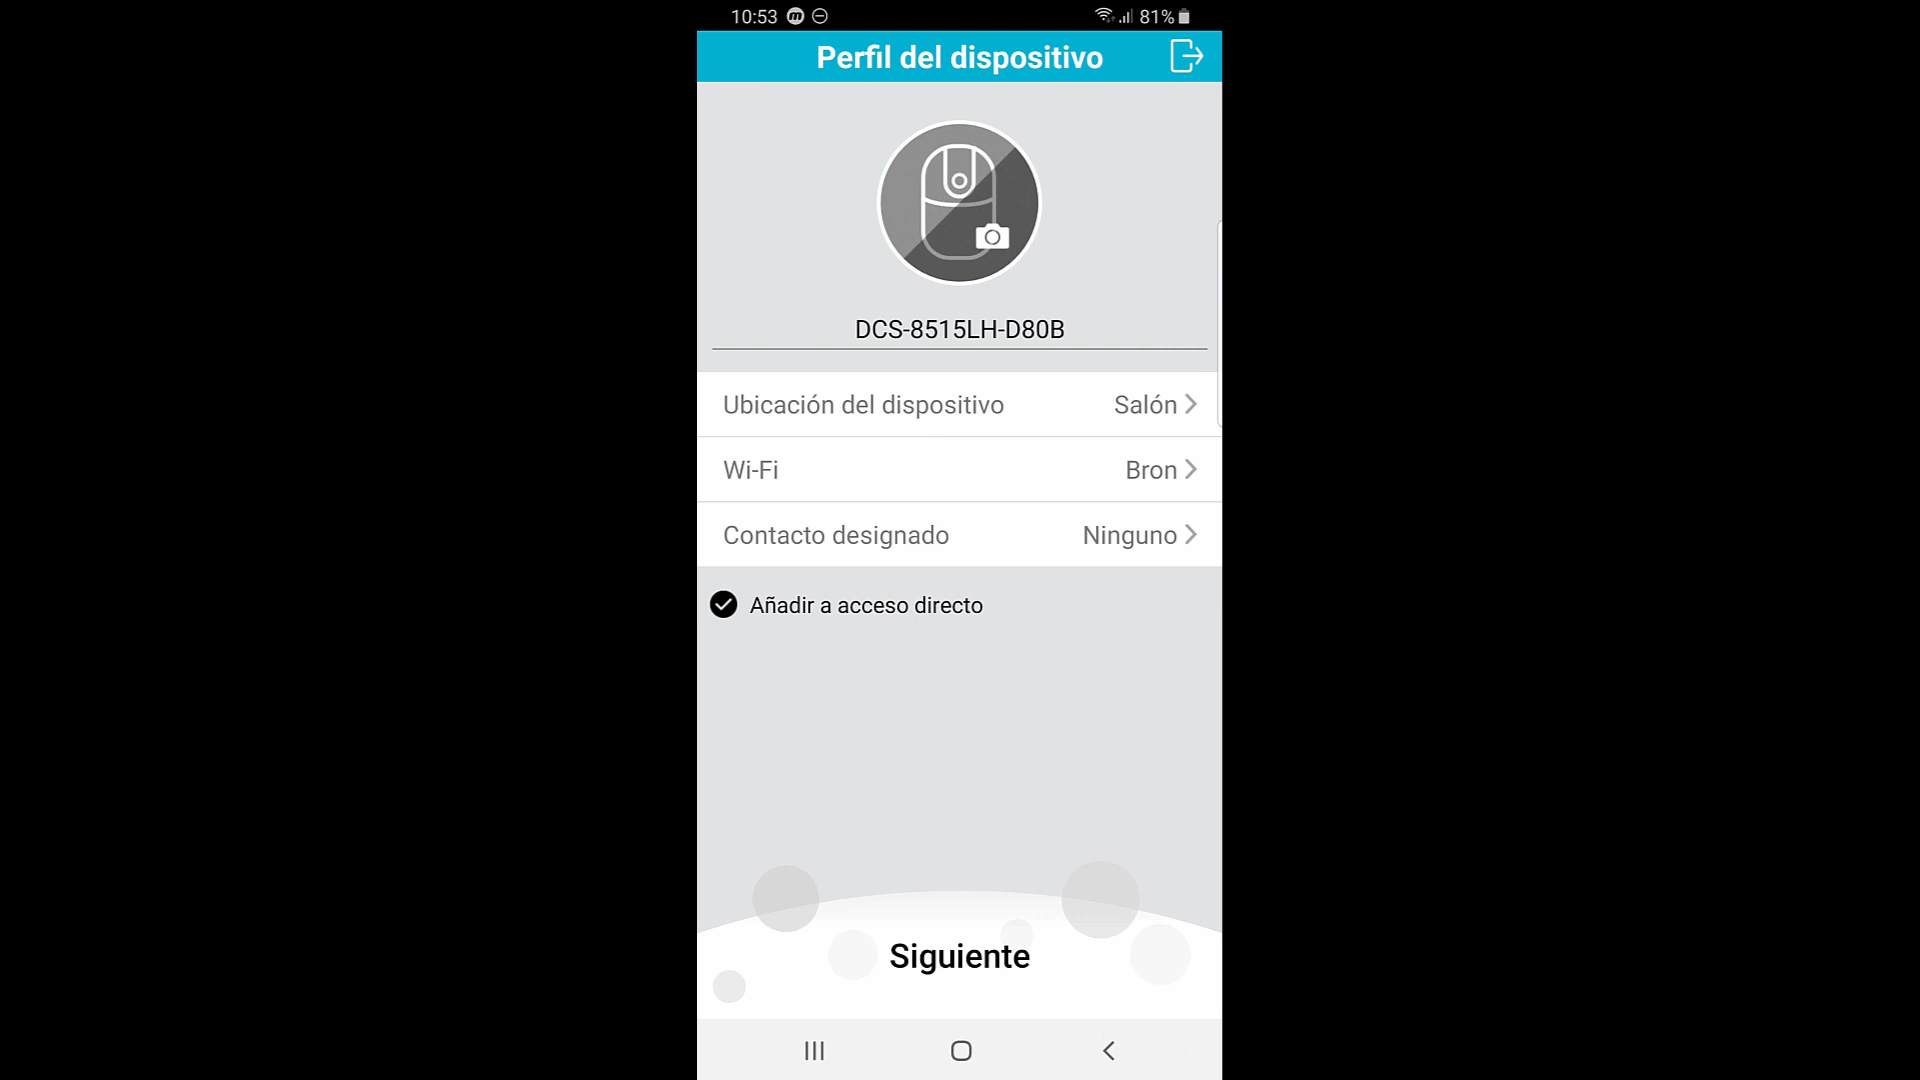 10:53 81%
Perfil del dispositivo
DCS-8515LH-D80B
Ubicación del dispositivo Salón
Wi-Fi Bron
Contacto designado Ninguno
Añadir a acceso directo
Siguiente